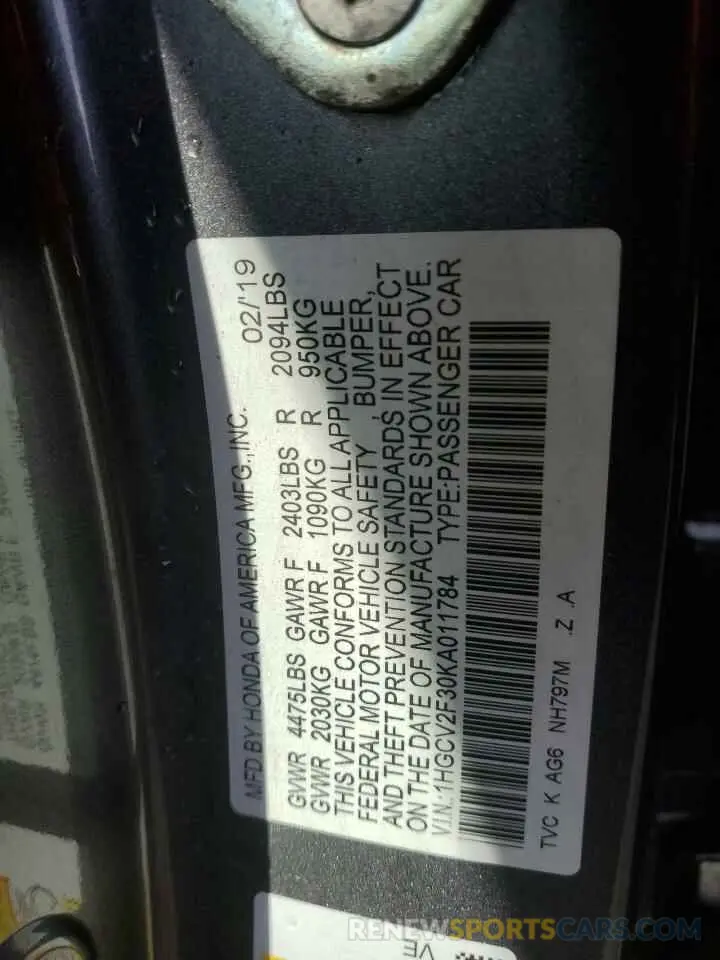 MFD BY HONDA OF AMERICA MFG.,INC. 02/'19
GVWR 4475LBS GAWR F 2403LBS R 2094LBS
GVWR 2030KG GAWR F 1090KG R 950KG
THIS VEHICLE CONFORMS TO ALL APPLICABLE
FEDERAL MOTOR VEHICLE SAFETY , BUMPER,
AND THEFT PREVENTION STANDARDS IN EFFECT
ON THE DATE OF MANUFACTURE SHOWN ABOVE.
V.I.N.:1HGCV2F30KA011784 TYPE:PASSENGER CAR
TVC K AG6 NH797M .Z .A
RENEWSPORTSCARS.COM